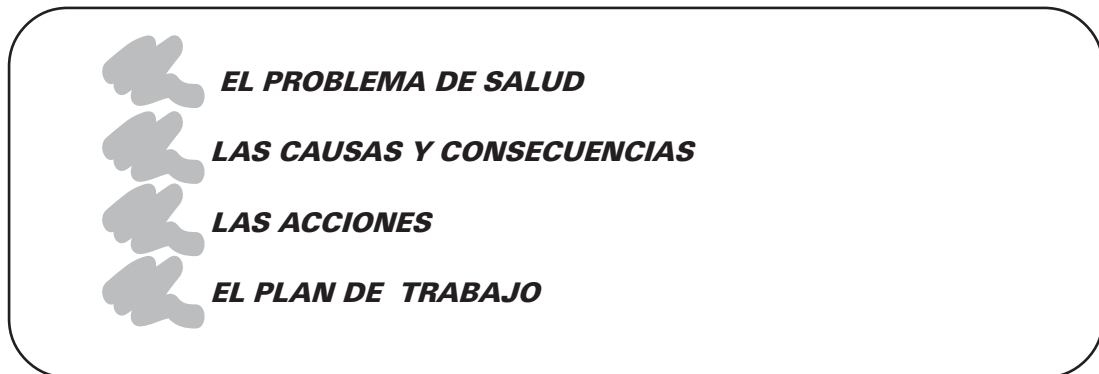 EL PROBLEMA DE SALUD
LAS CAUSAS Y CONSECUENCIAS
LAS ACCIONES
EL PLAN DE TRABAJO